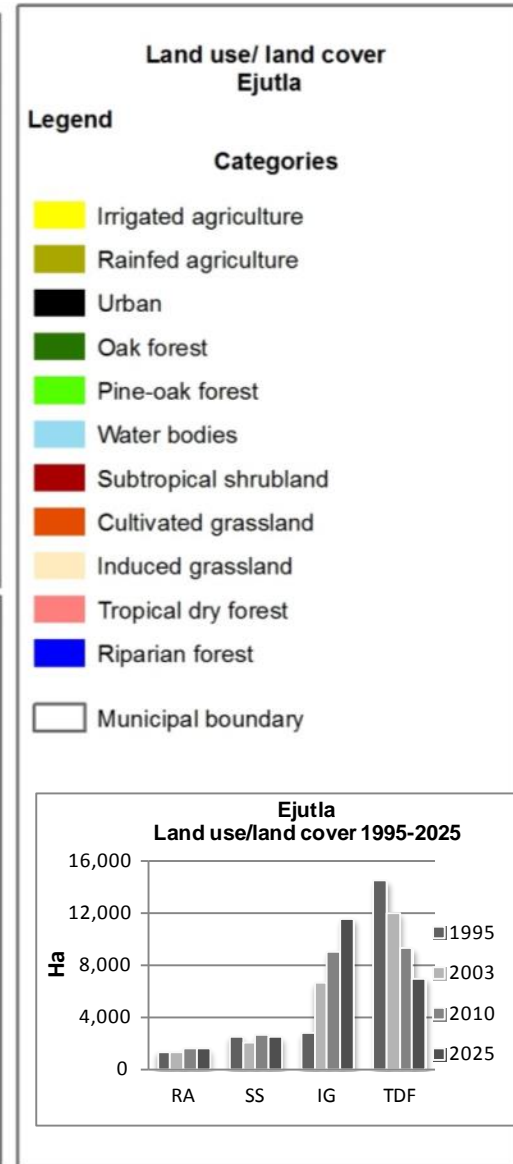 Land use/ land cover
Ejutla
Legend
Categories
Irrigated agriculture
Rainfed agriculture
Urban
Oak forest
Pine-oak forest
Water bodies
Subtropical shrubland
Cultivated grassland
Induced grassland
Tropical dry forest
Riparian forest
Municipal boundary
Ejutla
Land use/land cover 1995-2025
16,000
12,000
8,000
4,000
0
Ha
RA SS IG TDF
1995
2003
2010
2025